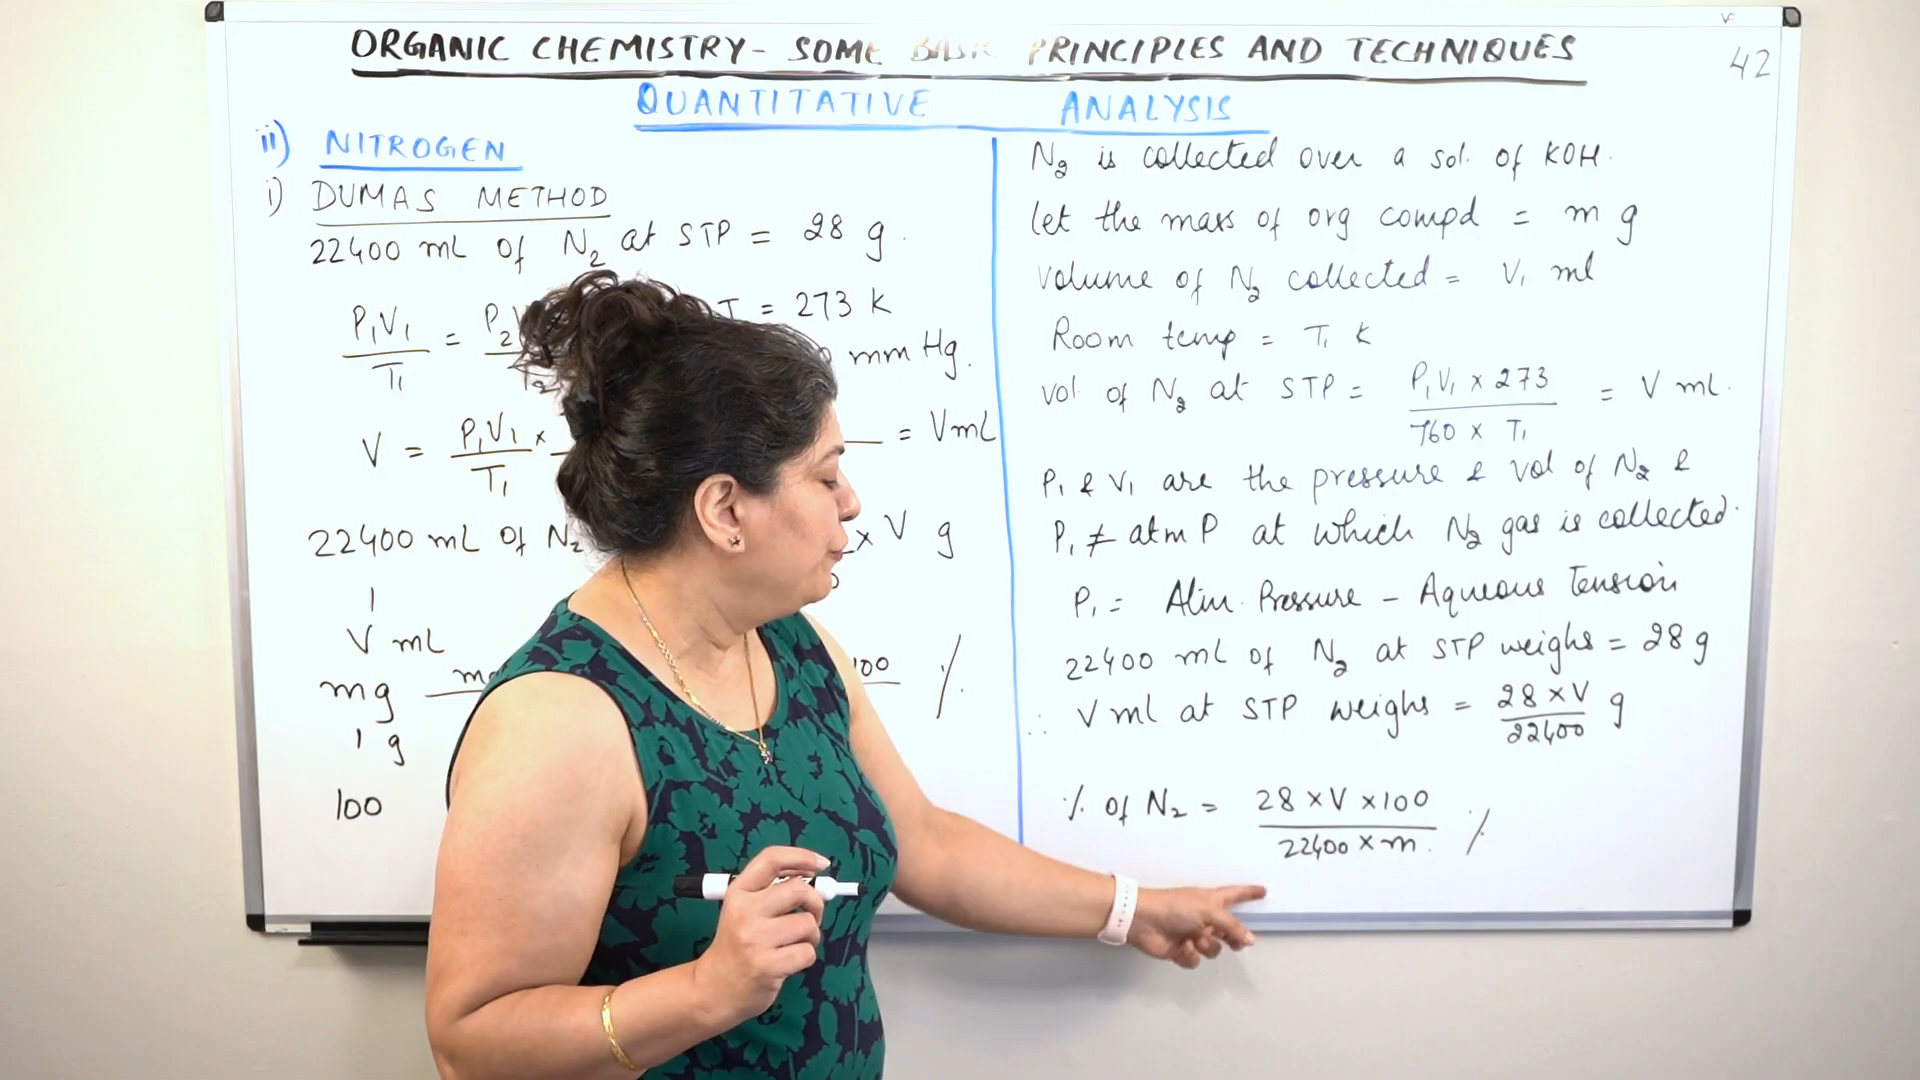 ORGANIC CHEMISTRY - SOME BASIC PRINCIPLES AND TECHNIQUES
42
QUANTITATIVE ANALYSIS
ii) NITROGEN
i) DUMAS METHOD
22400 mL of N2 at STP = 28 g.
P1V1 / T1 = P2
T = 273 K
mm Hg.
V = P1V1 / T1 ×
= V mL
22400 mL of N2
× V g
1
V mL
mg
100 %
1 g
100
N2 is collected over a sol. of KOH.
let the mass of org compd = m g
volume of N2 collected = V1 ml
Room temp = T1 K
vol. of N2 at STP = P1V1 × 273 / 760 × T1 = V mL.
P1 & V1 are the pressure & vol of N2 &
P1 ≠ atm P at which N2 gas is collected.
P1 = Atm. Pressure - Aqueous Tension
22400 ml of N2 at STP weighs = 28 g
∴ V ml at STP weighs = 28 × V / 22400 g
% of N2 = 28 × V × 100 / 22400 × m. %